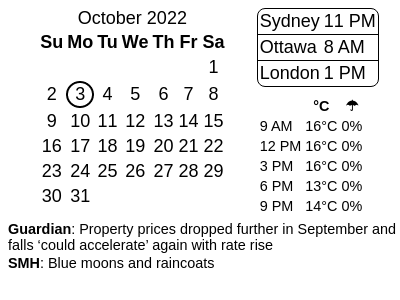 October 2022
Su Mo Tu We Th Fr Sa
1
2 3 4 5 6 7 8
9 10 11 12 13 14 15
16 17 18 19 20 21 22
23 24 25 26 27 28 29
30 31
Sydney 11 PM
Ottawa 8 AM
London 1 PM
°C ☂
9 AM 16°C 0%
12 PM 16°C 0%
3 PM 16°C 0%
6 PM 13°C 0%
9 PM 14°C 0%
Guardian: Property prices dropped further in September and
falls ‘could accelerate’ again with rate rise
SMH: Blue moons and raincoats